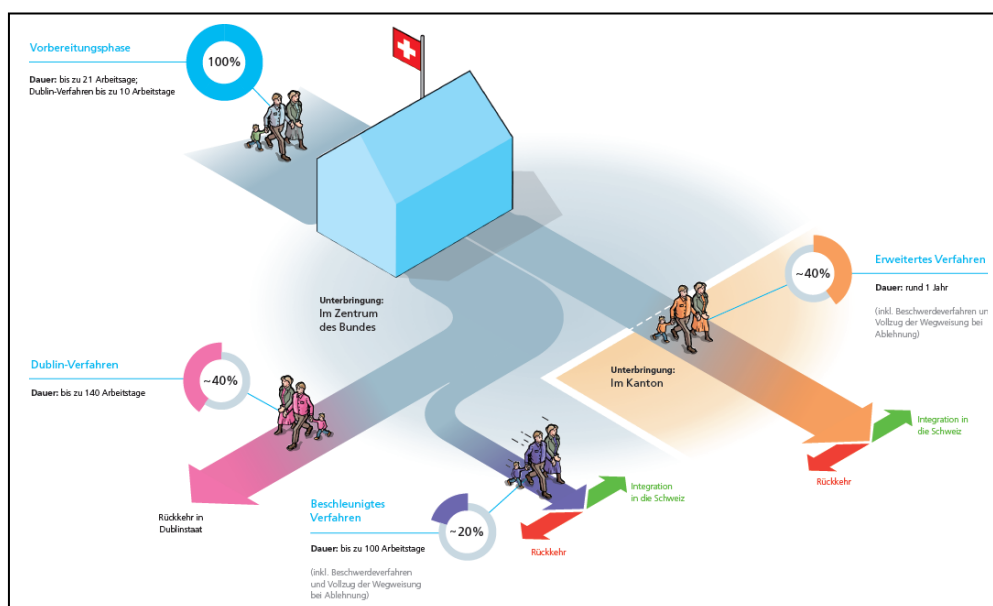 Vorbereitungsphase
100%
Dauer: bis zu 21 Arbeitsage;
Dublin-Verfahren bis zu 10 Arbeitstage
Unterbringung:
Im Zentrum
des Bundes
Erweitertes Verfahren
~40%
Dauer: rund 1 Jahr
(inkl. Beschwerdeverfahren un
Vollzug der Wegweisung bei
Ablehnung)
Unterbringung:
Im Kanton
Dublin-Verfahren
~40%
Dauer: bis zu 140 Arbeitstage
Integration in
die Schweiz
Rückkehr
Rückkehr in
Dublinstaat
Beschleunigtes
Verfahren
~20%
Dauer: bis zu 100 Arbeitstage
(inkl. Beschwerdeverfahren
und Vollzug der Wegweisung
bei Ablehnung)
Integration
in die Schweiz
Rückkehr